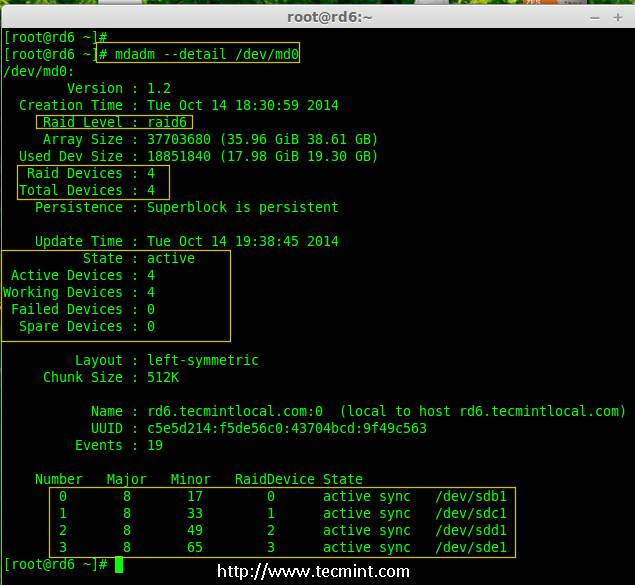 root@rd6:~
[root@rd6 ~]#
[root@rd6 ~]# mdadm --detail /dev/md0
/dev/md0:
Version : 1.2
Creation Time : Tue Oct 14 18:30:59 2014
Raid Level : raid6
Array Size : 37703680 (35.96 GiB 38.61 GB)
Used Dev Size : 18851840 (17.98 GiB 19.30 GB)
Raid Devices : 4
Total Devices : 4
Persistence : Superblock is persistent
Update Time : Tue Oct 14 19:38:45 2014
State : active
Active Devices : 4
Working Devices : 4
Failed Devices : 0
Spare Devices : 0
Layout : left-symmetric
Chunk Size : 512K
Name : rd6.tecmintlocal.com:0 (local to host rd6.tecmintlocal.com)
UUID : c5e5d214:f5de56c0:43704bcd:9f49c563
Events : 19
Number Major Minor RaidDevice State
0 8 17 0 active sync /dev/sdb1
1 8 33 1 active sync /dev/sdc1
2 8 49 2 active sync /dev/sdd1
3 8 65 3 active sync /dev/sde1
[root@rd6 ~]#
http://www.tecmint.com